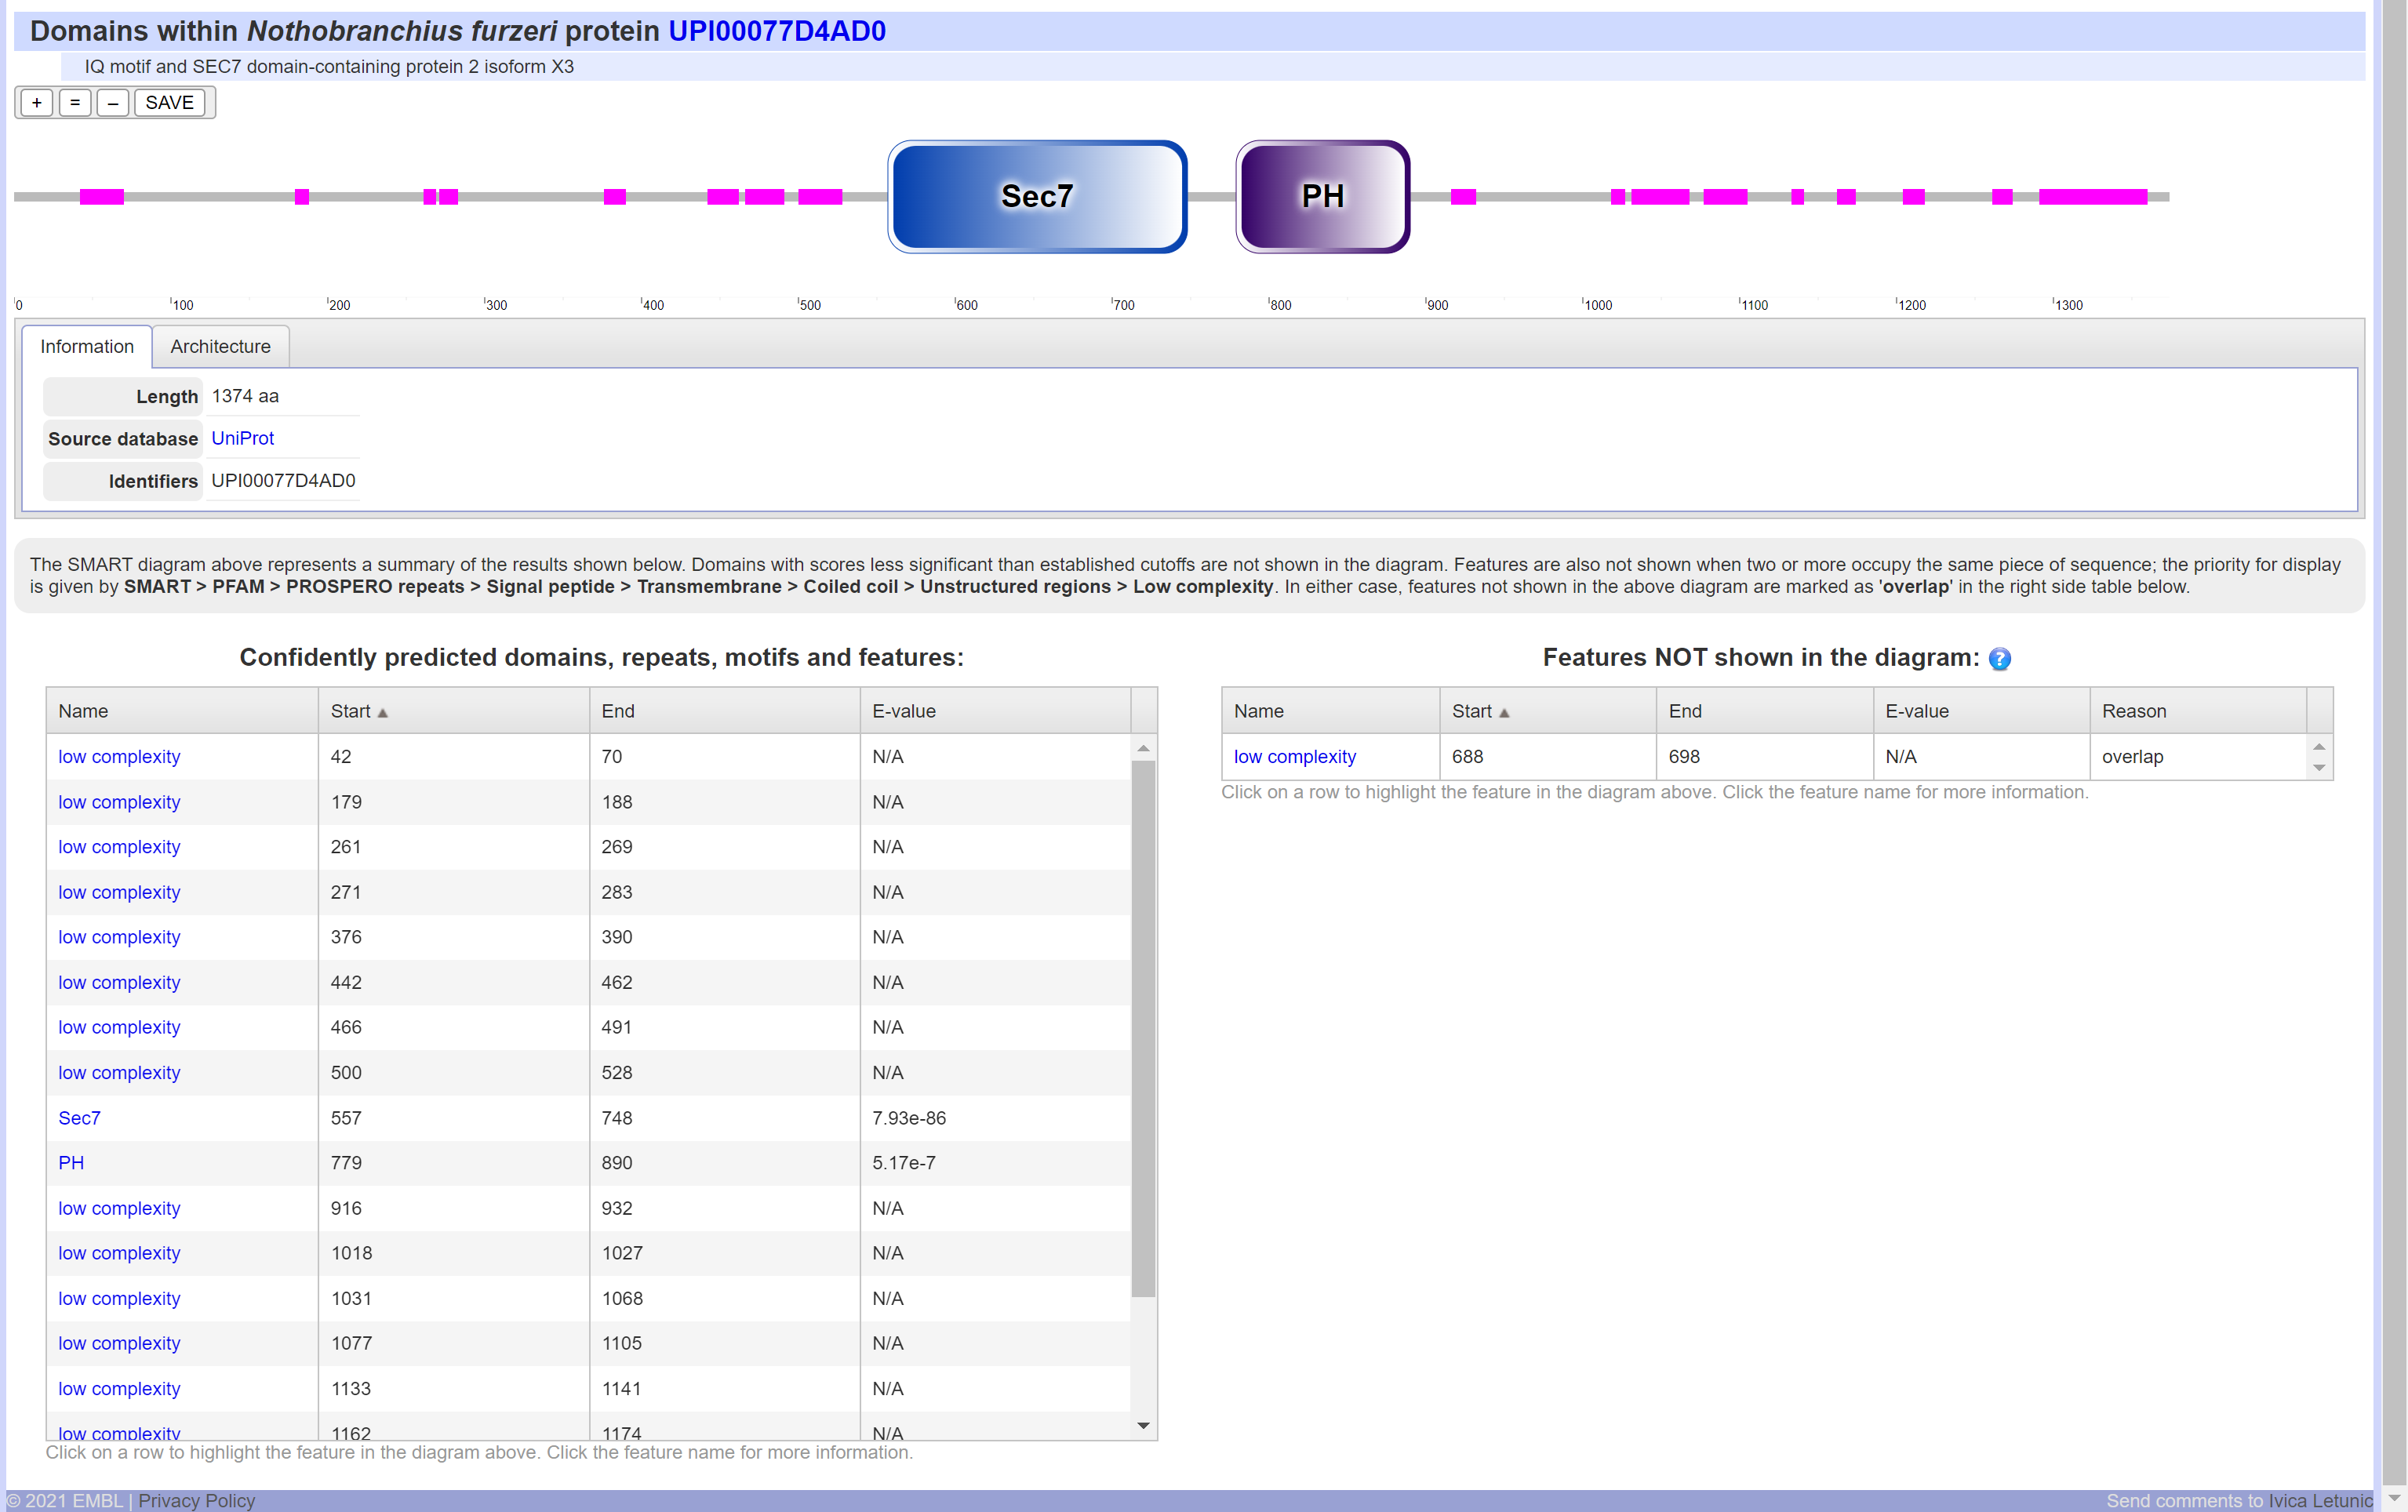 Domains within Nothobranchius furzeri protein UPI00077D4AD0
IQ motif and SEC7 domain-containing protein 2 isoform X3
+ = – SAVE
Sec7 PH
0 100 200 300 400 500 600 700 800 900 1000 1100 1200 1300
Information Architecture
Length 1374 aa
Source database UniProt
Identifiers UPI00077D4AD0
The SMART diagram above represents a summary of the results shown below. Domains with scores less significant than established cutoffs are not shown in the diagram. Features are also not shown when two or more occupy the same piece of sequence; the priority for display
is given by SMART > PFAM > PROSPERO repeats > Signal peptide > Transmembrane > Coiled coil > Unstructured regions > Low complexity. In either case, features not shown in the above diagram are marked as 'overlap' in the right side table below.
Confidently predicted domains, repeats, motifs and features:
Name Start ▲ End E-value
low complexity 42 70 N/A
low complexity 179 188 N/A
low complexity 261 269 N/A
low complexity 271 283 N/A
low complexity 376 390 N/A
low complexity 442 462 N/A
low complexity 466 491 N/A
low complexity 500 528 N/A
Sec7 557 748 7.93e-86
PH 779 890 5.17e-7
low complexity 916 932 N/A
low complexity 1018 1027 N/A
low complexity 1031 1068 N/A
low complexity 1077 1105 N/A
low complexity 1133 1141 N/A
low complexity 1162 1174 N/A
Click on a row to highlight the feature in the diagram above. Click the feature name for more information.
Features NOT shown in the diagram: ?
Name Start ▲ End E-value Reason
low complexity 688 698 N/A overlap
Click on a row to highlight the feature in the diagram above. Click the feature name for more information.
© 2021 EMBL | Privacy Policy
Send comments to Ivica Letunic